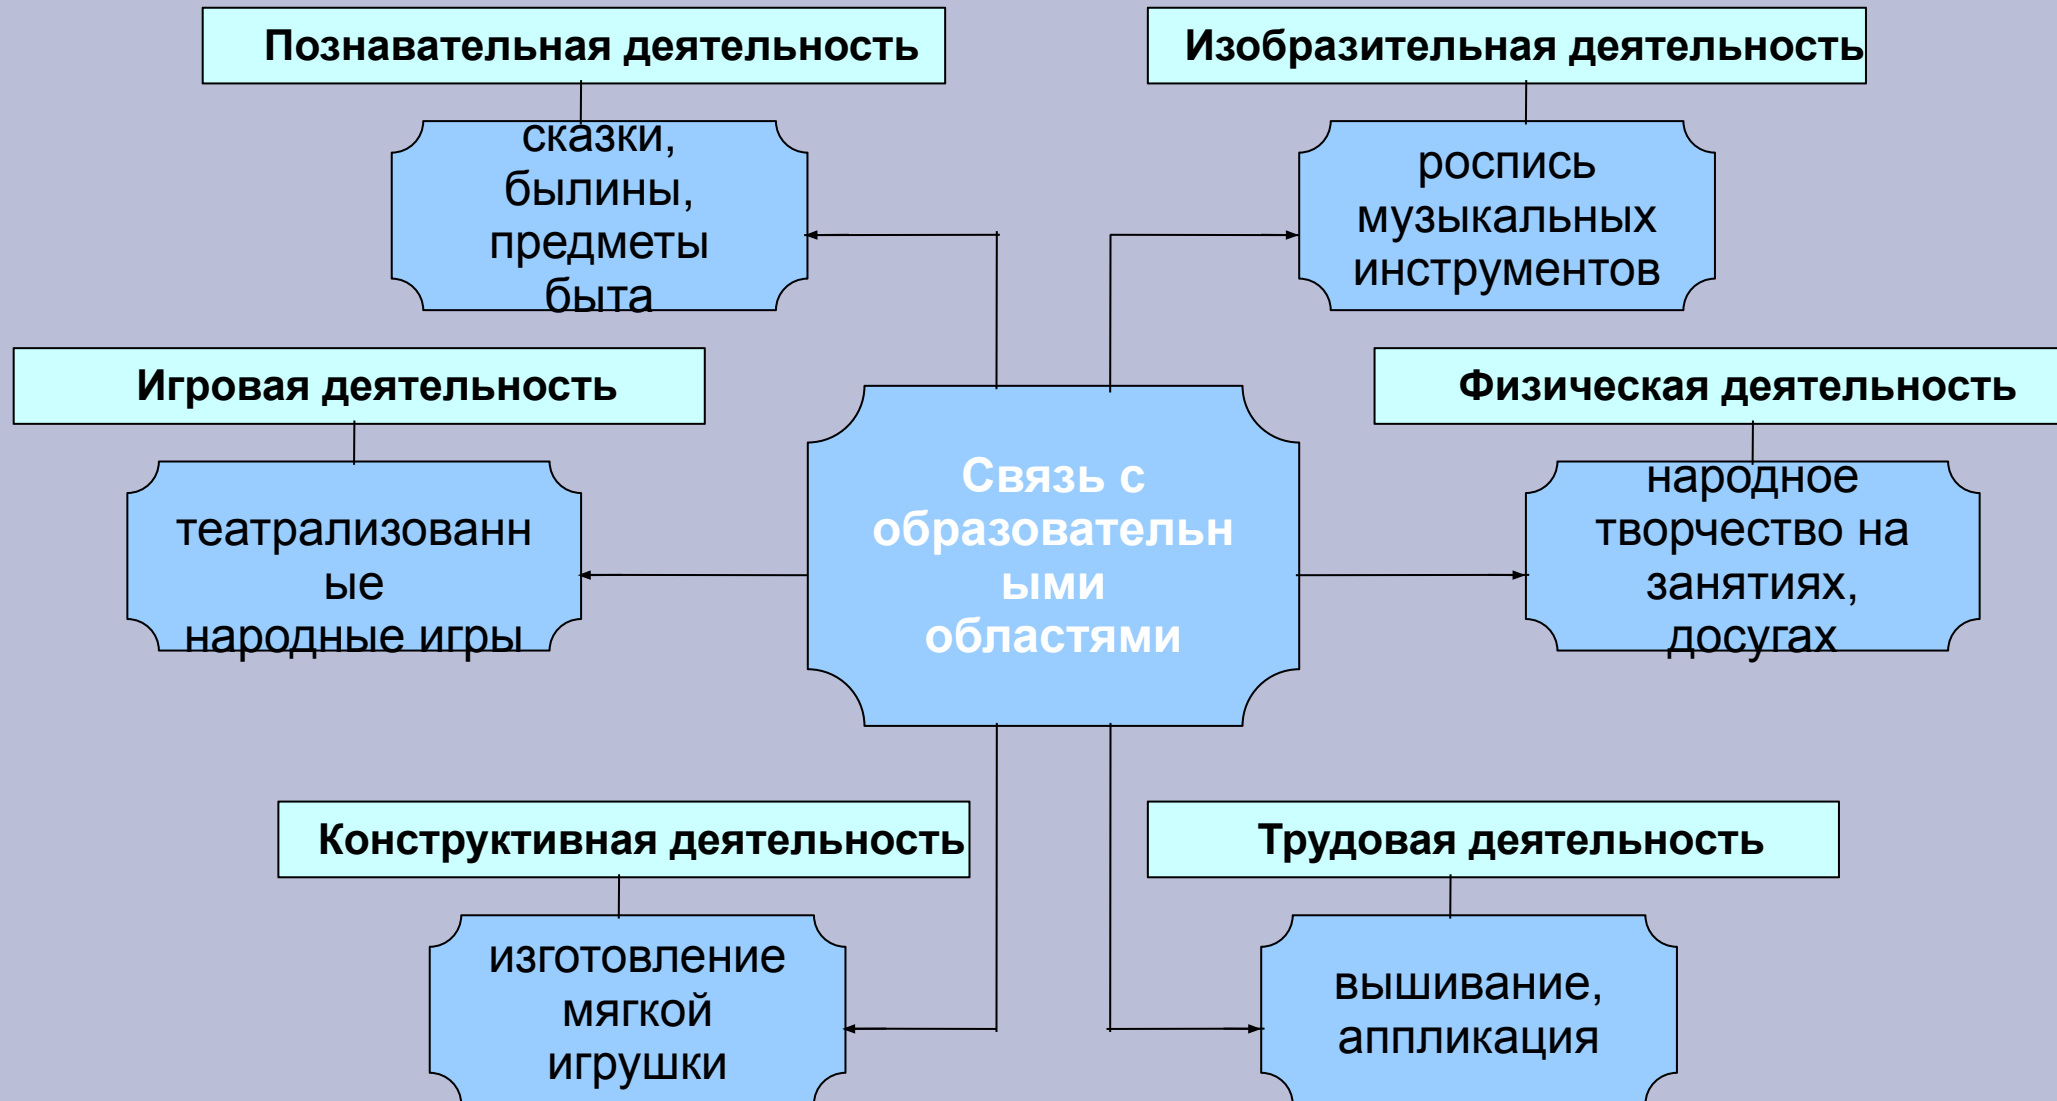 Познавательная деятельность
сказки,
былины,
предметы
быта
Изобразительная деятельность
роспись
музыкальных
инструментов
Игровая деятельность
театрализованн
ые
народные игры
Связь с
образовательн
ыми
областями
Физическая деятельность
народное
творчество на
занятиях,
досугах
Конструктивная деятельность
изготовление
мягкой
игрушки
Трудовая деятельность
вышивание,
аппликация